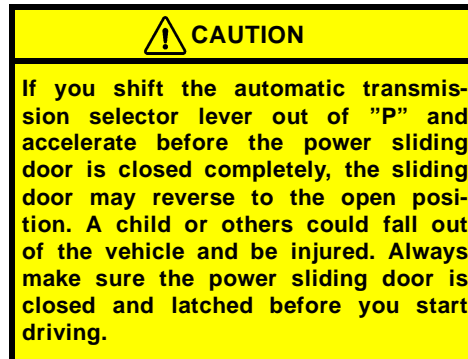 CAUTION
If you shift the automatic transmis-
sion selector lever out of ”P” and
accelerate before the power sliding
door is closed completely, the sliding
door may reverse to the open posi-
tion. A child or others could fall out
of the vehicle and be injured. Always
make sure the power sliding door is
closed and latched before you start
driving.